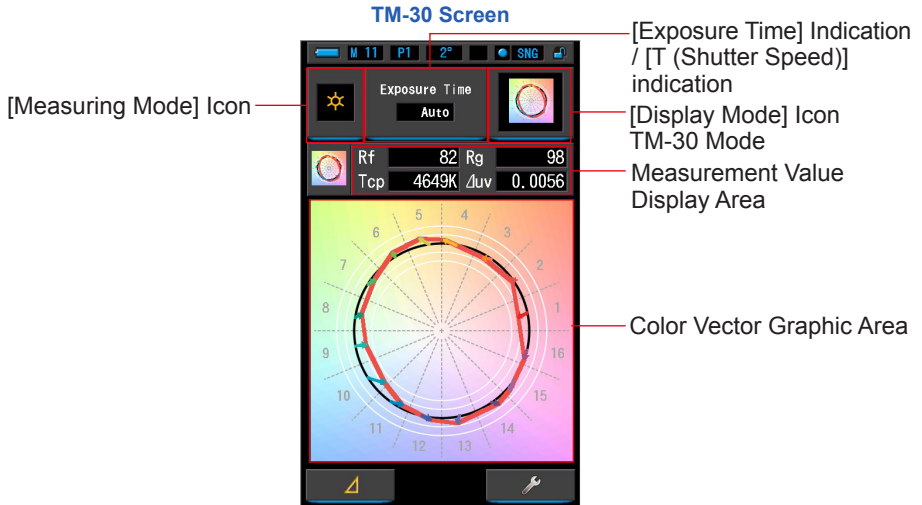 TM-30 Screen
M 11 P1 2° SNG
[Exposure Time] Indication
/ [T (Shutter Speed)]
indication
[Measuring Mode] Icon
Exposure Time
Auto
[Display Mode] Icon
TM-30 Mode
Rf 82 Rg 98
Tcp 4649K Δuv 0.0056
Measurement Value
Display Area
5 4
6 3
7 2
8 1
Color Vector Graphic Area
9 16
10 15
11 14
12 13